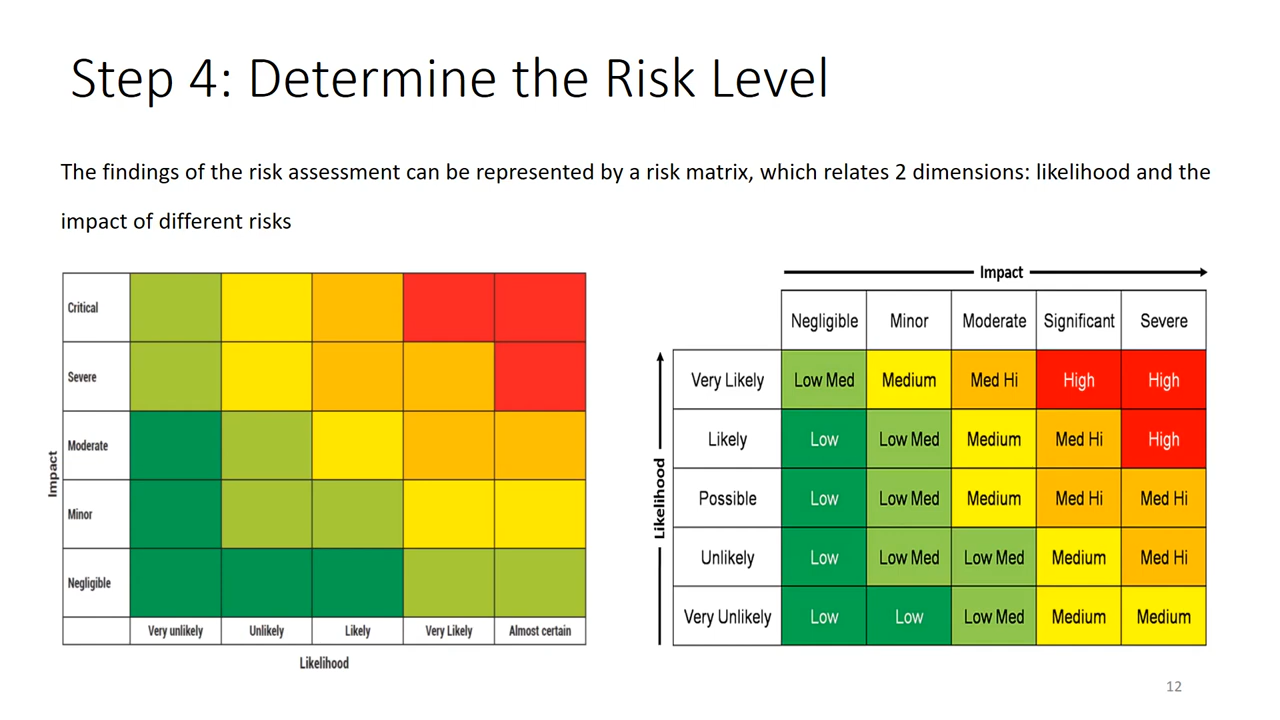 Step 4: Determine the Risk Level
The findings of the risk assessment can be represented by a risk matrix, which relates 2 dimensions: likelihood and the
impact of different risks
Impact
Critical
Severe
Moderate
Minor
Negligible
Very unlikely Unlikely Likely Very Likely Almost certain
Likelihood
Impact
Negligible Minor Moderate Significant Severe
Likelihood
Very Likely Low Med Medium Med Hi High High
Likely Low Low Med Medium Med Hi High
Possible Low Low Med Medium Med Hi Med Hi
Unlikely Low Low Med Low Med Medium Med Hi
Very Unlikely Low Low Low Med Medium Medium
12